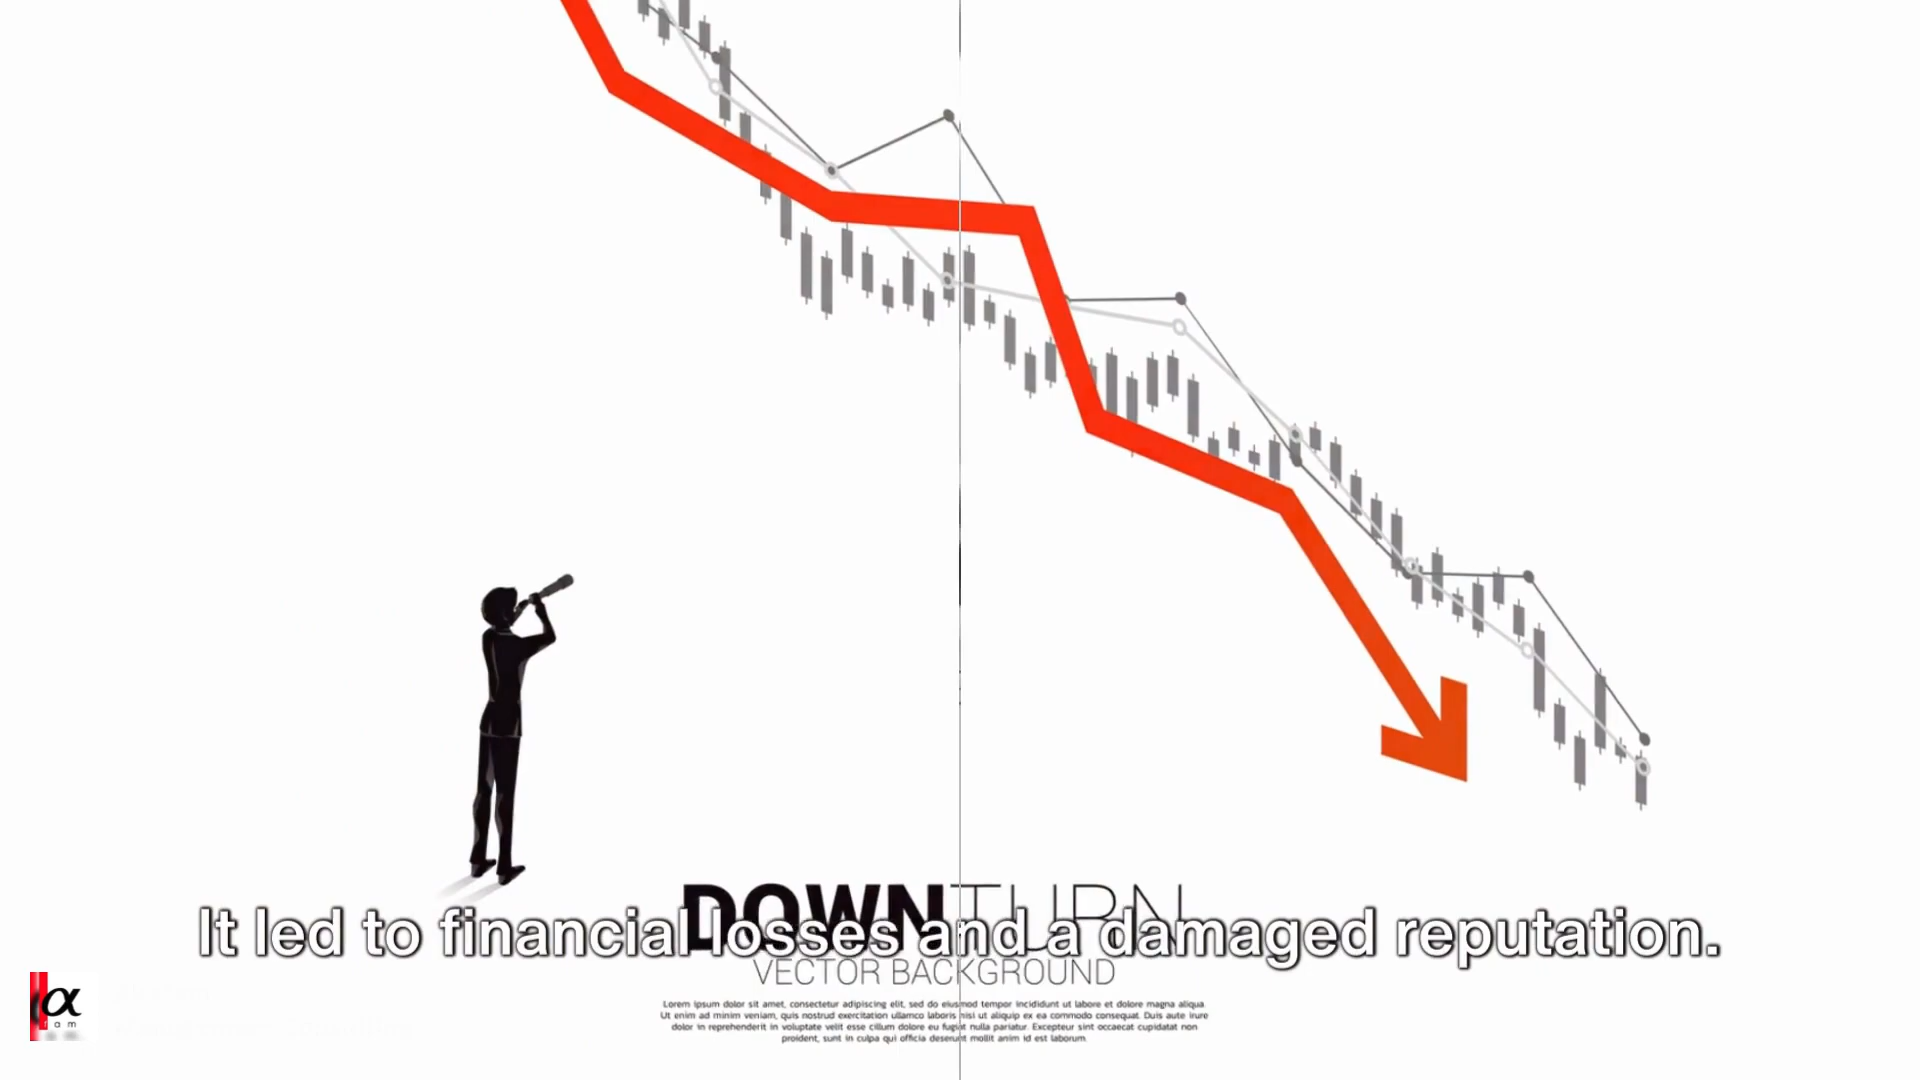 DOWNTURN
It led to financial losses and a damaged reputation.
VECTOR BACKGROUND
Lorem ipsum dolor sit amet, consectetur adipiscing elit, sed do eiusmod tempor incididunt ut labore et dolore magna aliqua.
Ut enim ad minim veniam, quis nostrud exercitation ullamco laboris nisi ut aliquip ex ea commodo consequat. Duis aute irure
dolor in reprehenderit in voluptate velit esse cillum dolore eu fugiat nulla pariatur. Excepteur sint occaecat cupidatat non
proident, sunt in culpa qui officia deserunt mollit anim id est laborum.
α